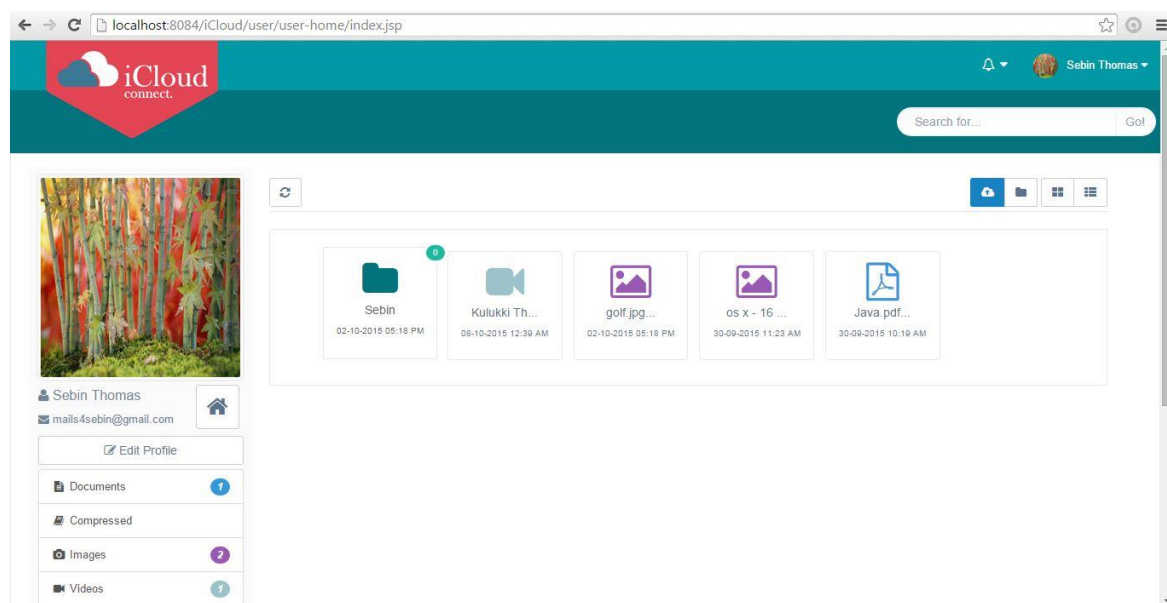 localhost:8084/iCloud/user/user-home/index.jsp
iCloud
connect.
Sebin Thomas
Search for...
Go!
0
Sebin
02-10-2015 05:18 PM
Kulukki Th...
08-10-2015 12:39 AM
golf.jpg...
02-10-2015 05:18 PM
os x - 16 ...
30-09-2015 11:23 AM
Java.pdf...
30-09-2015 10:19 AM
Sebin Thomas
mails4sebin@gmail.com
Edit Profile
Documents 1
Compressed
Images 2
Videos 1